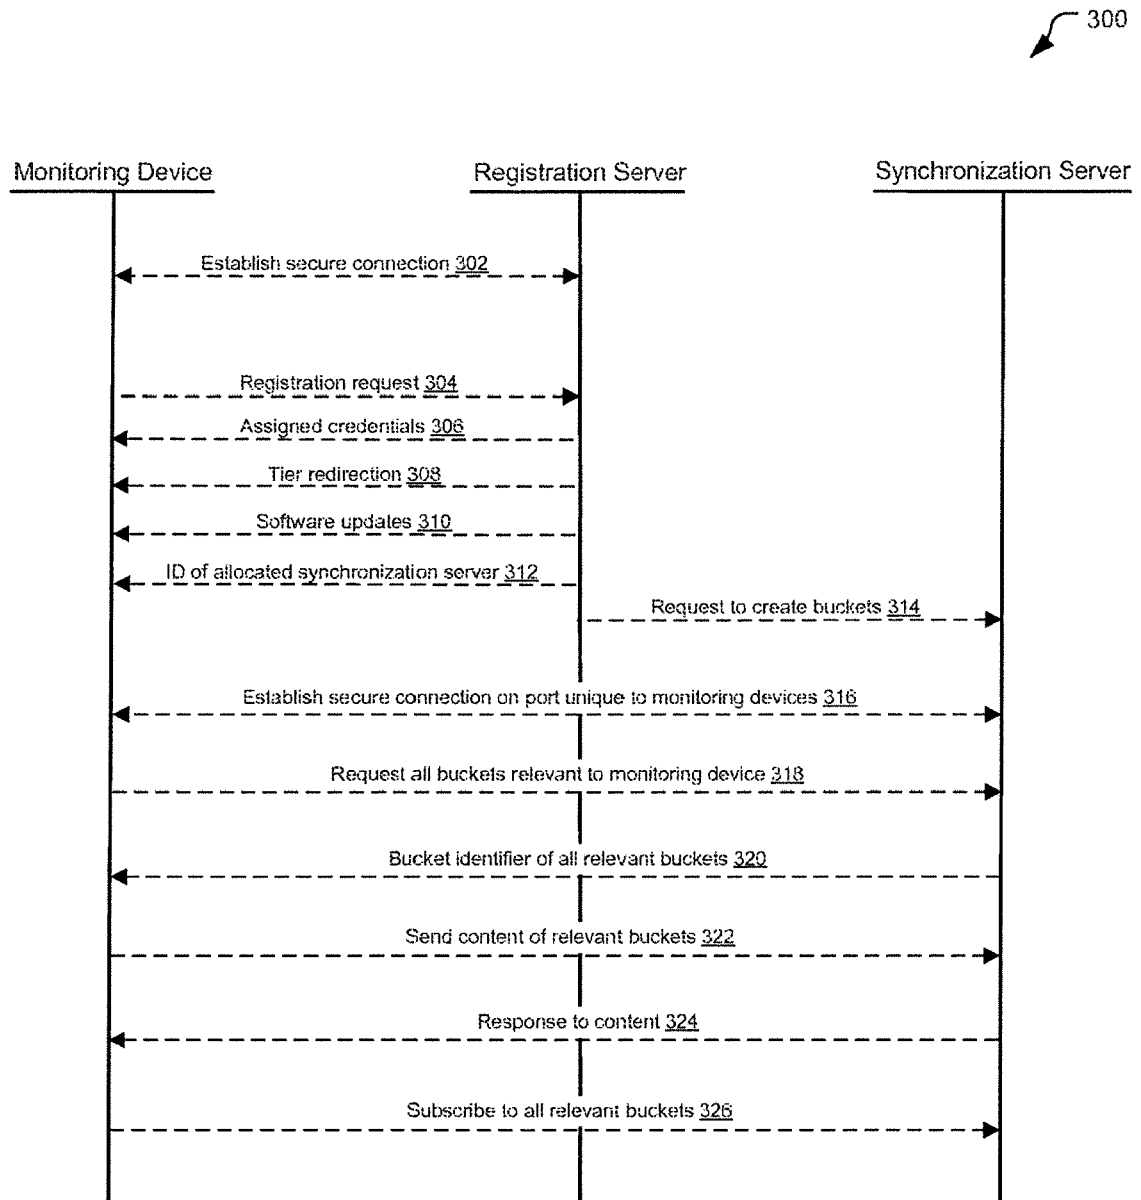 300
Monitoring Device
Registration Server
Synchronization Server
Establish secure connection 302
Registration request 304
Assigned credentials 306
Tier redirection 308
Software updates 310
ID of allocated synchronization server 312
Request to create buckets 314
Establish secure connection on port unique to monitoring devices 316
Request all buckets relevant to monitoring device 318
Bucket identifier of all relevant buckets 320
Send content of relevant buckets 322
Response to content 324
Subscribe to all relevant buckets 326